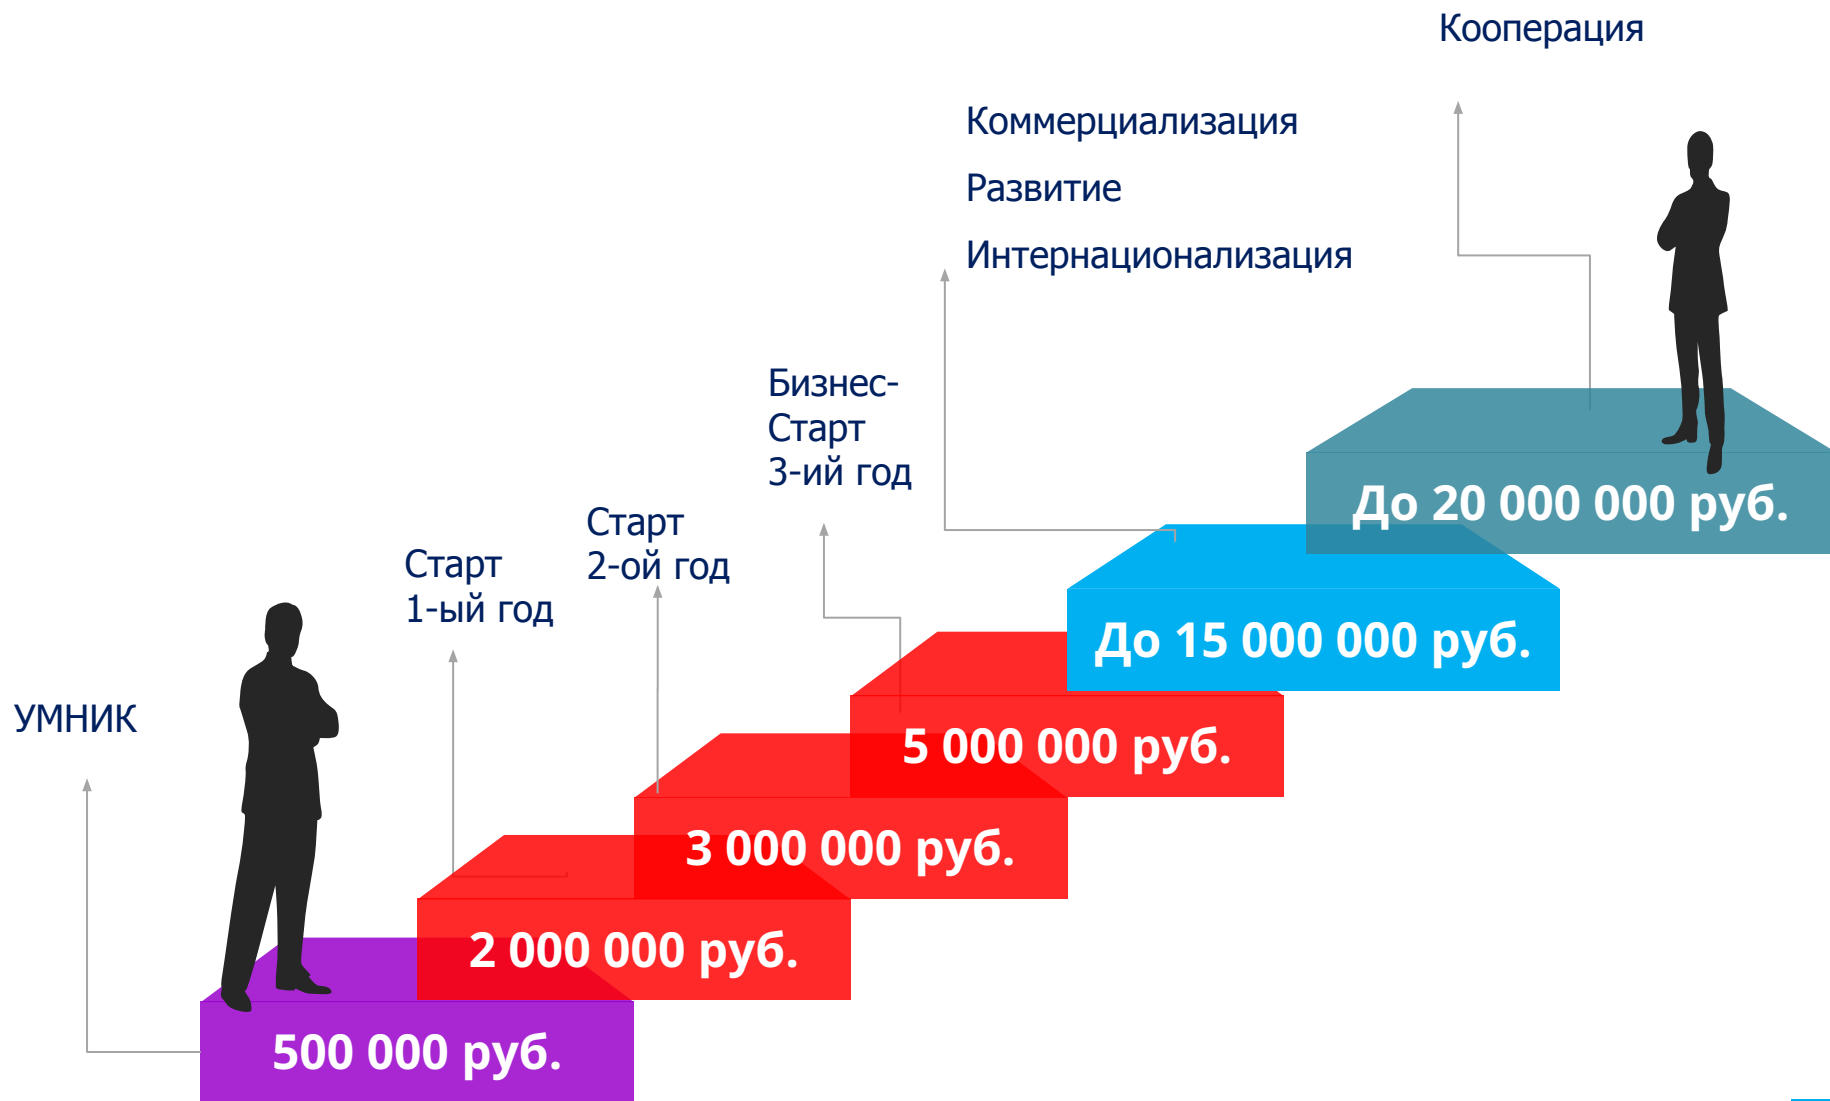 Кооперация
Коммерциализация
Развитие
Интернационализация
Бизнес-
Старт
3-ий год
Старт
2-ой год
Старт
1-ый год
УМНИК
До 20 000 000 руб.
До 15 000 000 руб.
5 000 000 руб.
3 000 000 руб.
2 000 000 руб.
500 000 руб.